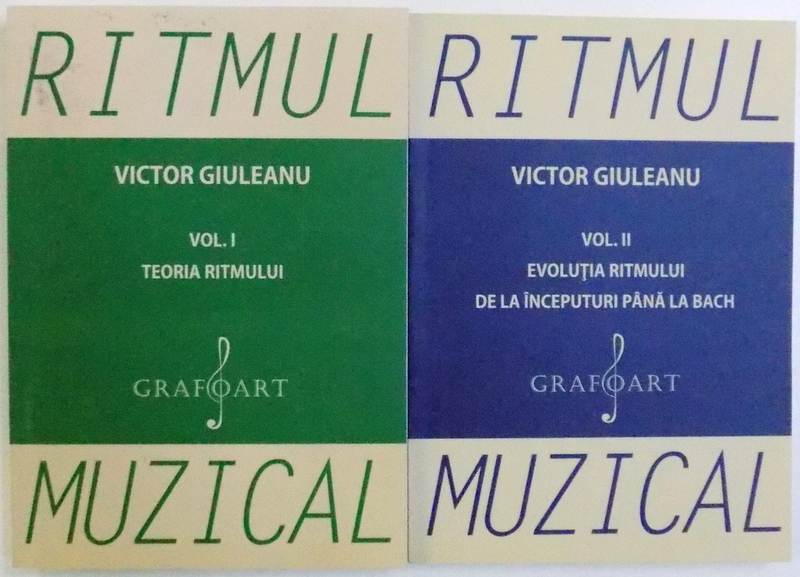 RITMUL
VICTOR GIULEANU
VOL. I
TEORIA RITMULUI
GRAFOART
MUZICAL
RITMUL
VICTOR GIULEANU
VOL. II
EVOLUŢIA RITMULUI
DE LA ÎNCEPUTURI PÂNĂ LA BACH
GRAFOART
MUZICAL